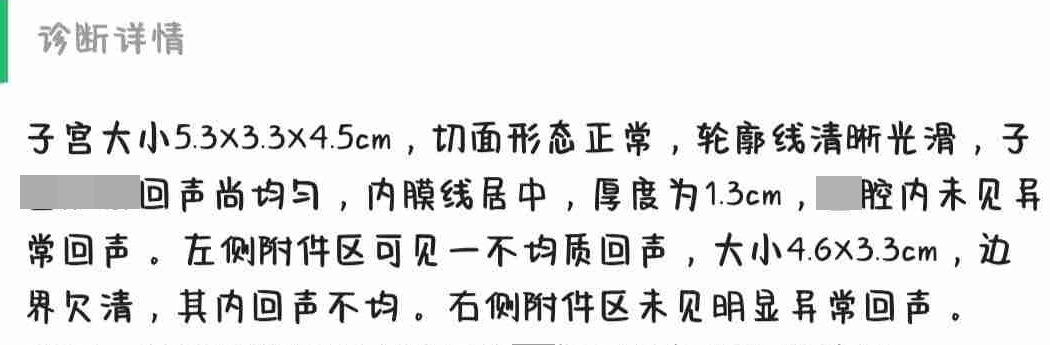 诊断详情
子宫大小5.3×3.3×4.5cm，切面形态正常，轮廓线清晰光滑，子
回声尚均匀，内膜线居中，厚度为1.3cm，腔内未见异
常回声。左侧附件区可见一不均质回声，大小4.6×3.3cm，边
界欠清，其内回声不均。右侧附件区未见明显异常回声。